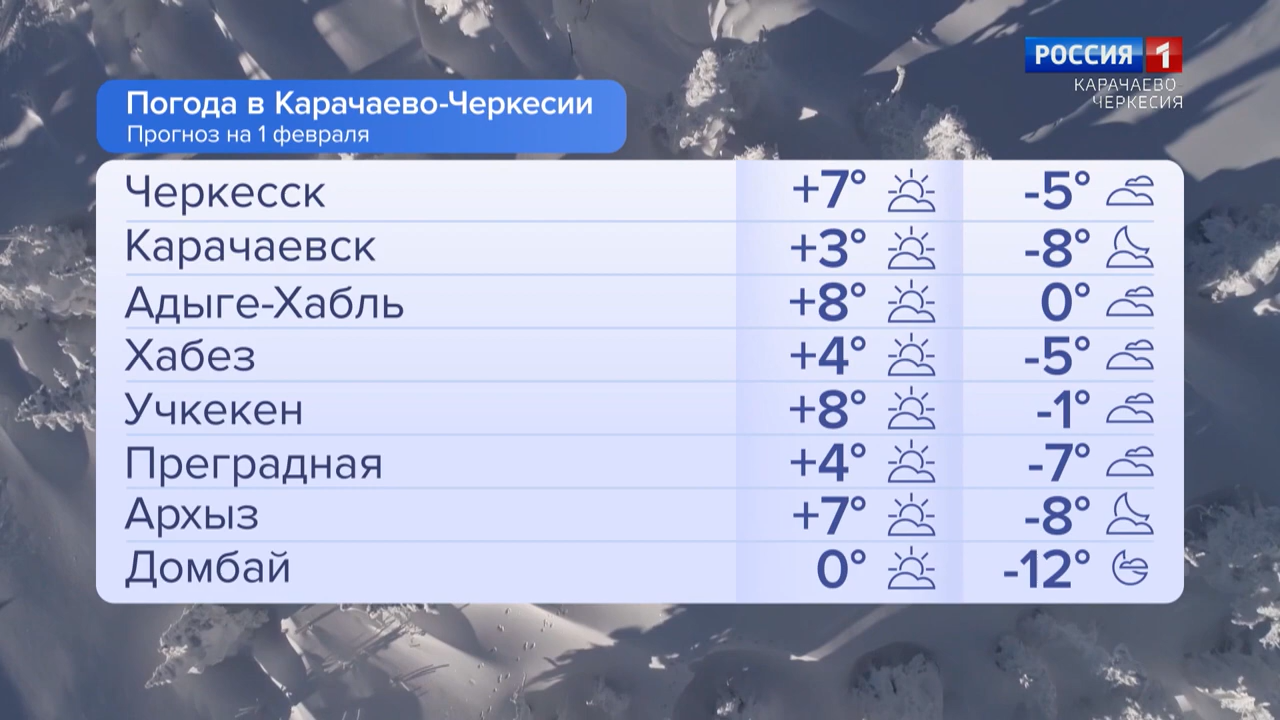 РОССИЯ 1
КАРАЧАЕВО-
ЧЕРКЕСИЯ
Погода в Карачаево-Черкесии
Прогноз на 1 февраля
Черкесск +7° -5°
Карачаевск +3° -8°
Адыге-Хабль +8° 0°
Хабез +4° -5°
Учкекен +8° -1°
Преградная +4° -7°
Архыз +7° -8°
Домбай 0° -12°